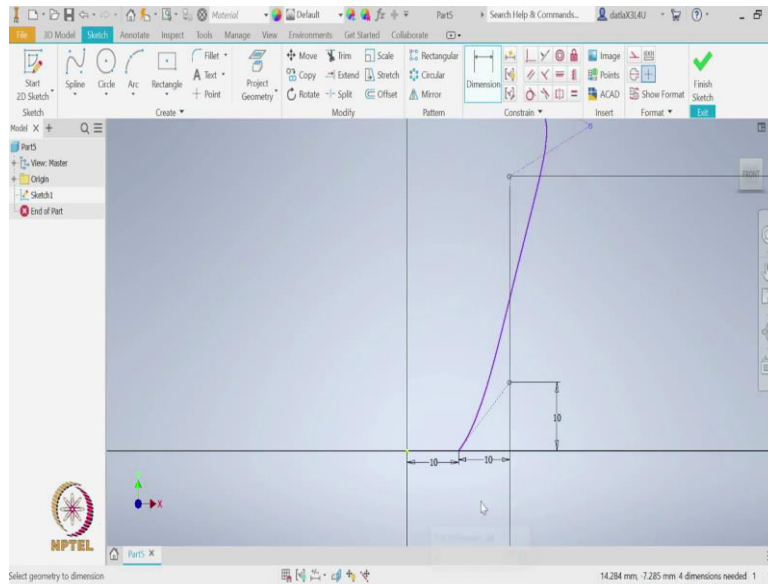 Material Default Part5 Search Help & Commands... datlaX3L4U
File 3D Model Sketch Annotate Inspect Tools Manage View Environments Get Started Collaborate
Start 2D Sketch
Spline Circle Arc Rectangle
Fillet
Text
Point
Project Geometry
Move Trim Scale
Copy Extend Stretch
Rotate Split Offset
Rectangular
Circular
Mirror
Dimension
Image
Points
ACAD
Show Format
Finish Sketch
Sketch Create Modify Pattern Constrain Insert Format Exit
Model
Part5
View: Master
Origin
Sketch1
End of Part
FRONT
10
10 10
X
NPTEL
Part5
Select geometry to dimension 14.284 mm, -7.285 mm 4 dimensions needed 1